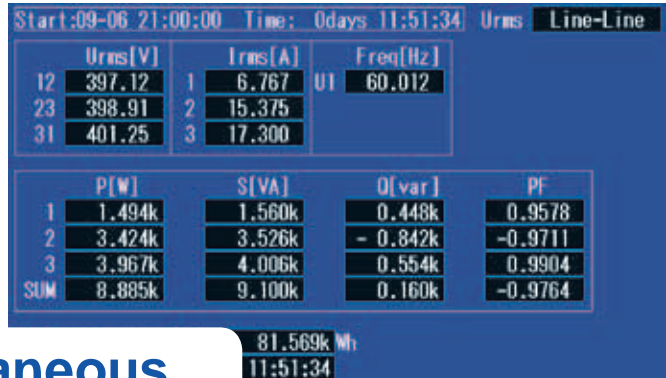 Start:09-06 21:00:00 Time: 0days 11:51:34 Urms Line-Line
Urms[V] Irms[A] Freq[Hz]
12 397.12 1 6.767 U1 60.012
23 398.91 2 15.375
31 401.25 3 17.300
P[W] S[VA] Q[var] PF
1 1.494k 1.560k 0.448k 0.9578
2 3.424k 3.526k - 0.842k -0.9711
3 3.967k 4.006k 0.554k 0.9904
SUM 8.885k 9.100k 0.160k -0.9764
81.569k Wh
aneous 11:51:34